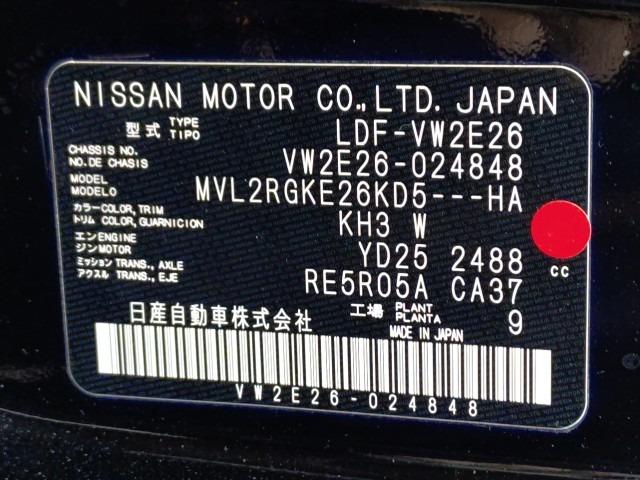 NISSAN MOTOR CO.,LTD. JAPAN
型式 TYPE TIPO LDF-VW2E26
CHASSIS NO. NO.DE CHASIS VW2E26-024848
MODEL MODELO MVL2RGKE26KD5---HA
カラー COLOR, TRIM トリム COLOR, GUARNICION KH3 W
エンジン ENGINE MOTOR YD25 2488 cc
ミッション TRANS., AXLE アクスル TRANS., EJE RE5R05A CA37
日産自動車株式会社 工場 PLANT PLANTA 9
MADE IN JAPAN
VW2E26-024848